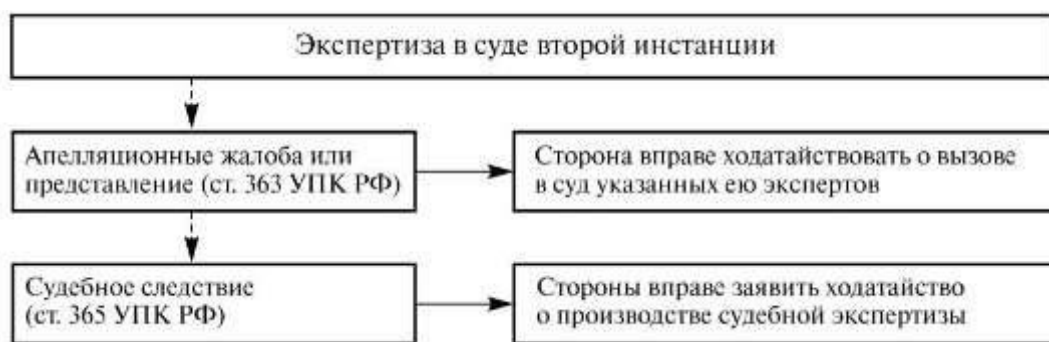 Экспертиза в суде второй инстанции
Апелляционные жалоба или
представление (ст. 363 УПК РФ)
Сторона вправе ходатайствовать о вызове
в суд указанных ею экспертов
Судебное следствие
(ст. 365 УПК РФ)
Стороны вправе заявить ходатайство
о производстве судебной экспертизы